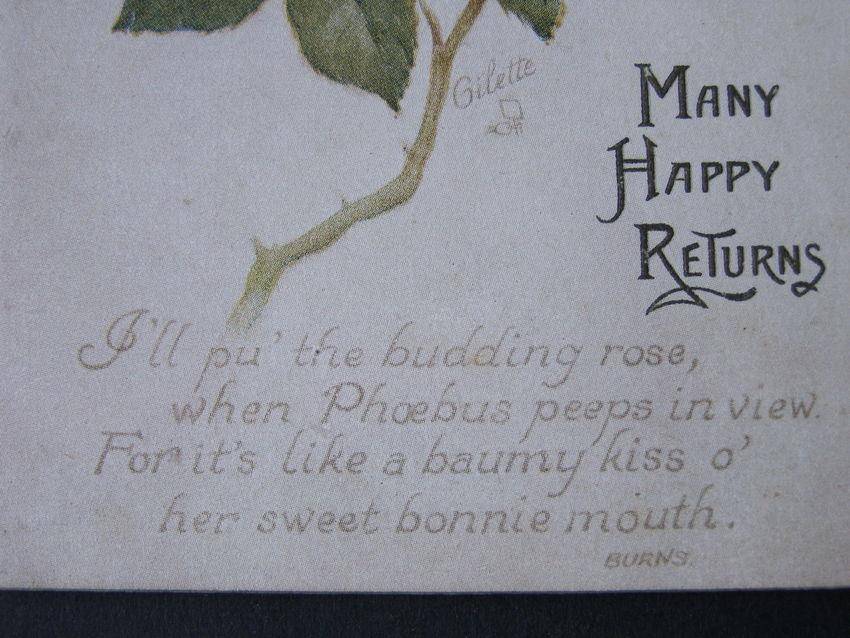 Gilette
MANY
HAPPY
RETURNS
I'll pu' the budding rose,
when Phœbus peeps in view.
For it's like a baumy kiss o'
her sweet bonnie mouth.
BURNS.